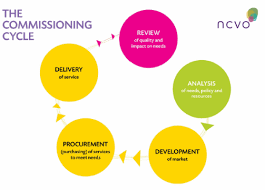 THE
COMMISSIONING
CYCLE
ncvo
REVIEW
of quality and
impact on needs
ANALYSIS
of needs, policy and
resources
DEVELOPMENT
of market
PROCUREMENT
(purchasing) of services
to meet needs
DELIVERY
of service